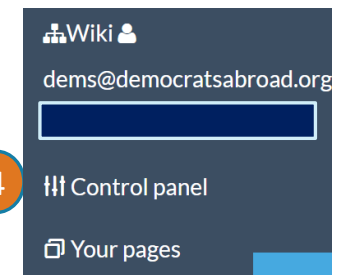 Wiki
dems@democratsabroad.org
4
Control panel
Your pages